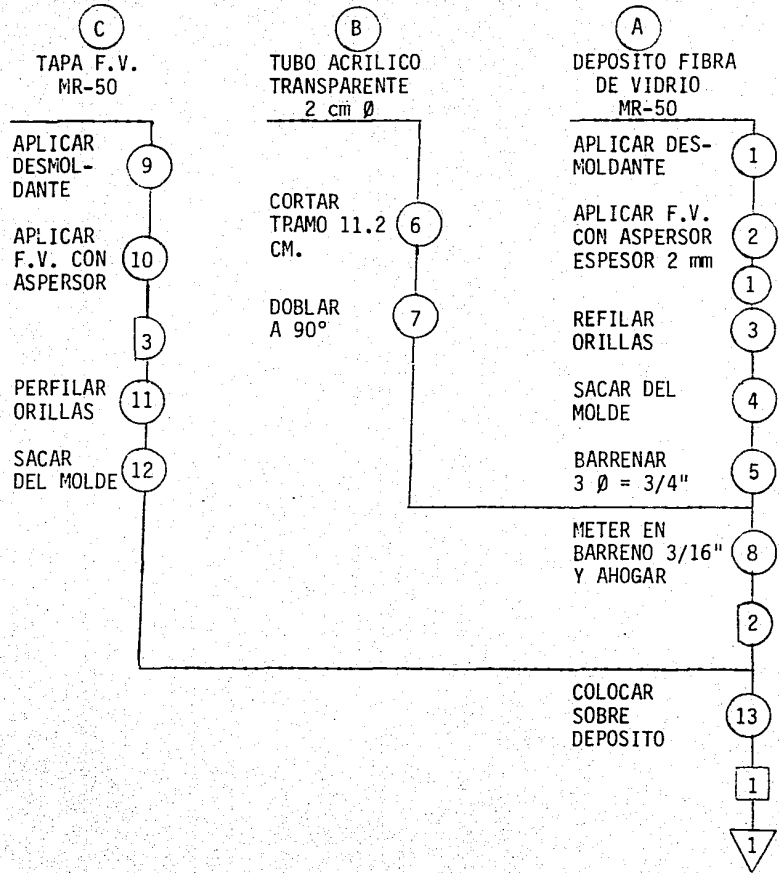 C
TAPA F.V.
MR-50
APLICAR
DESMOL-
DANTE
9
APLICAR
F.V. CON
ASPERSOR
10
3
PERFILAR
ORILLAS
11
SACAR
DEL MOLDE
12
B
TUBO ACRILICO
TRANSPARENTE
2 cm Ø
CORTAR
TRAMO 11.2
CM.
6
DOBLAR
A 90°
7
A
DEPOSITO FIBRA
DE VIDRIO
MR-50
APLICAR DES-
MOLDANTE
1
APLICAR F.V.
CON ASPERSOR
ESPESOR 2 mm
2
1
REFILAR
ORILLAS
3
SACAR DEL
MOLDE
4
BARRENAR
3 Ø = 3/4"
5
METER EN
BARRENO 3/16"
Y AHOGAR
8
2
COLOCAR
SOBRE
DEPOSITO
13
1
1